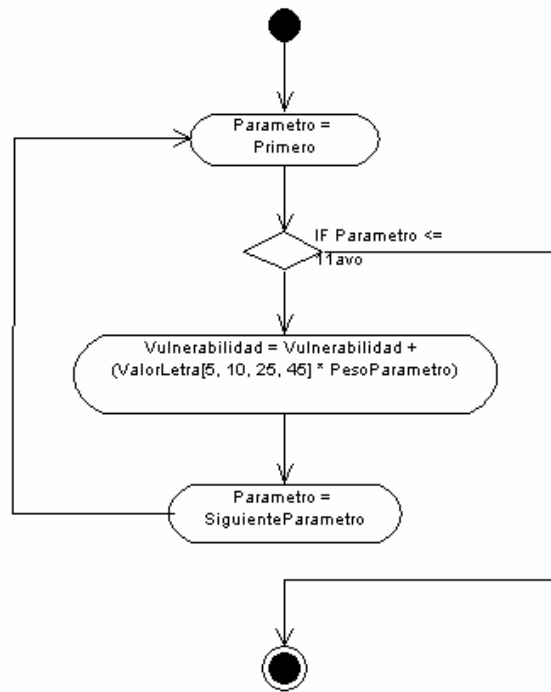 Parametro =
Primero
IF Parametro <=
11avo
Vulnerabilidad = Vulnerabilidad +
(ValorLetra[5, 10, 25, 45] * PesoParametro)
Parametro =
SiguienteParametro